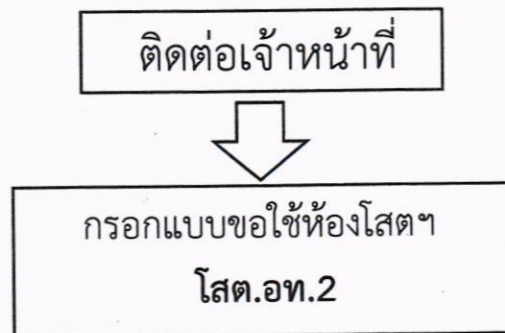 ติดต่อเจ้าหน้าที่
กรอกแบบขอใช้ห้องโสตฯ
โสต.อท.2